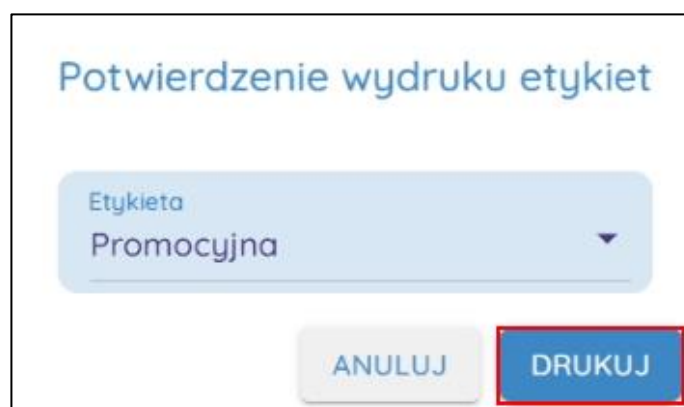 Potwierdzenie wydruku etykiet
Etykieta
Promocyjna
ANULUJ DRUKUJ